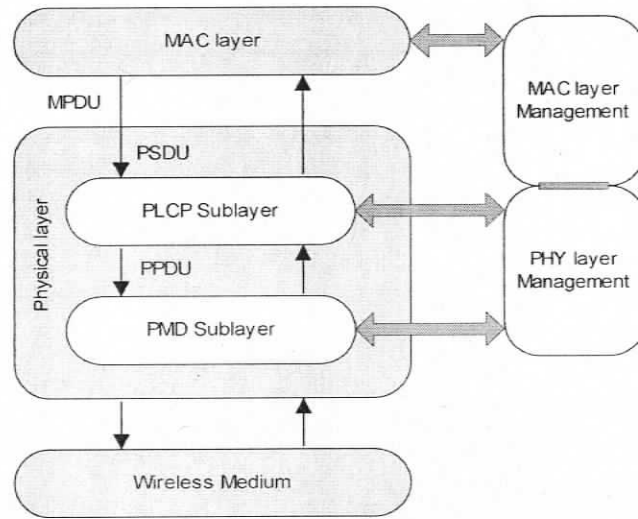 MAC layer
MPDU
MAC layer
Management
PSDU
PLCP Sublayer
Physical layer
PPDU
PHY layer
Management
PMD Sublayer
Wireless Medium